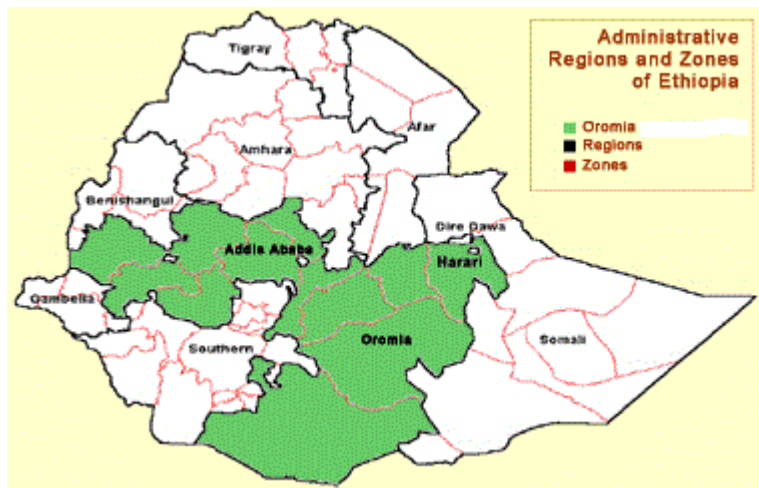 Administrative
Regions and Zones
of Ethiopia
Oromia
Regions
Zones
Tigray
Afar
Amhara
Benishangul
Dire Dawa
Addis Ababa
Harari
Gambella
Oromia
Somali
Southern